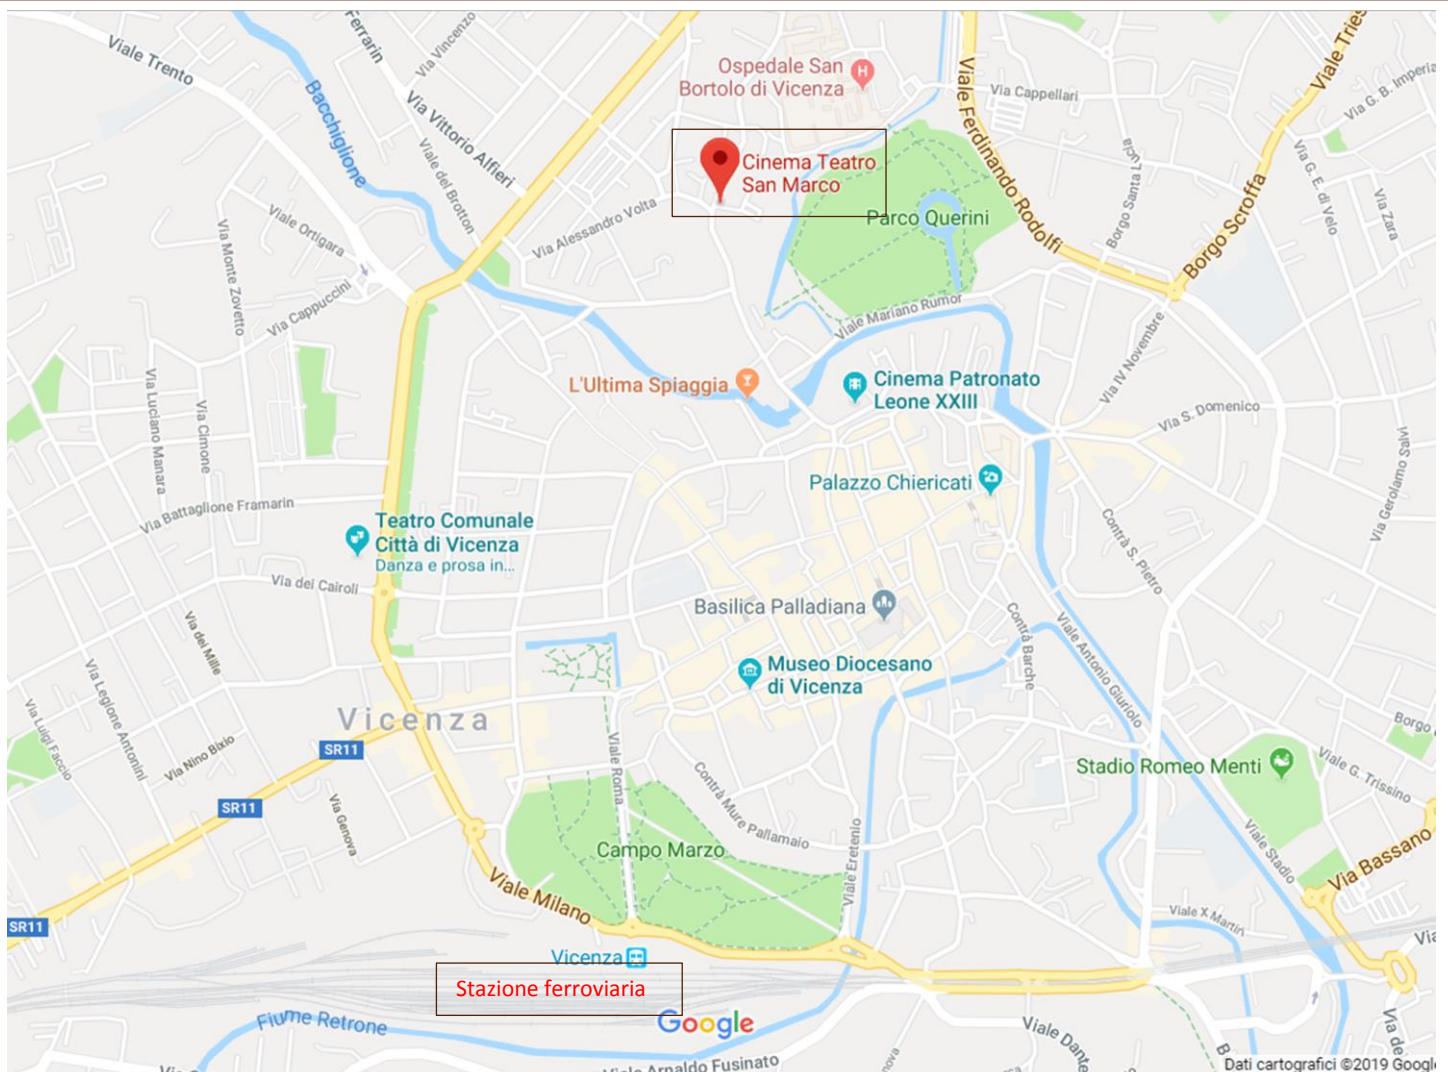 Viale Trento
Ferrarin
Via Vincenzo
Bacchiglione
Via Vittorio Alfieri
Viale del Brotton
Ospedale San
Bortolo di Vicenza
H
Viale Ferdinando Rodolfi
Via Cappellari
Viale Tries
Via G. B. Imperia
Cinema Teatro
San Marco
Parco Querini
Borgo Santa Lucia
Borgo Scroffa
Via G. E. di Velo
Via Zara
Viale Ortigara
Via Monte Zovetto
Via Cappuccini
Via Alessandro Volta
Viale Mariano Rumor
Via IV Novembre
L'Ultima Spiaggia
Cinema Patronato
Leone XXIII
Via S. Domenico
Via Luciano Manara
Via Cimone
Via Battaglione Framarin
Palazzo Chiericati
Via Gerolamo Salvi
Teatro Comunale
Città di Vicenza
Danza e prosa in...
Contrà S. Pietro
Via dei Cairoli
Basilica Palladiana
Via dei Mille
Contrà Barche
Viale Antonio Giuriolo
Museo Diocesano
di Vicenza
Via Legione Antonini
Via Luigi Faccio
Vicenza
Via Nino Bixio
SR11
SR11
Via Genova
Viale Roma
Contrà Mure Pallamaio
Borgo
Stadio Romeo Menti
Viale G. Trissino
Campo Marzo
Viale Eretenio
Viale Stadio
Via Bassano
Viale Milano
SR11
Viale X Martiri
Via
Vicenza
Stazione ferroviaria
Google
Fiume Retrone
Viale Dante
Via de
Viale Arnaldo Fusinato
Dati cartografici ©2019 Google